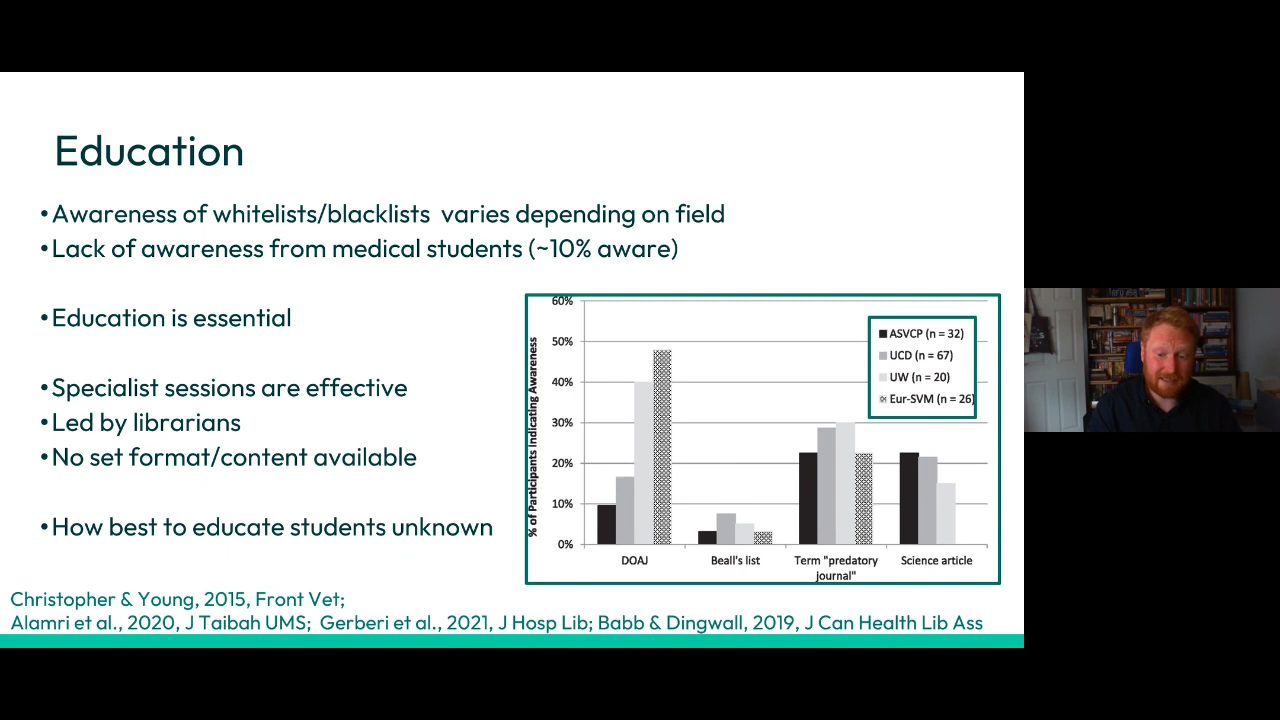 Education
•Awareness of whitelists/blacklists  varies depending on field
•Lack of awareness from medical students (~10% aware)
•Education is essential
•Specialist sessions are effective
•Led by librarians
•No set format/content available
•How best to educate students unknown
% of Participants Indicating Awareness
60%
50%
40%
30%
20%
10%
0%
ASVCP (n = 32)
UCD (n = 67)
UW (n = 20)
Eur-SVM (n = 26)
DOAJ
Beall's list
Term "predatory
journal"
Science article
Christopher & Young, 2015, Front Vet;
Alamri et al., 2020, J Taibah UMS;  Gerberi et al., 2021, J Hosp Lib; Babb & Dingwall, 2019, J Can Health Lib Ass